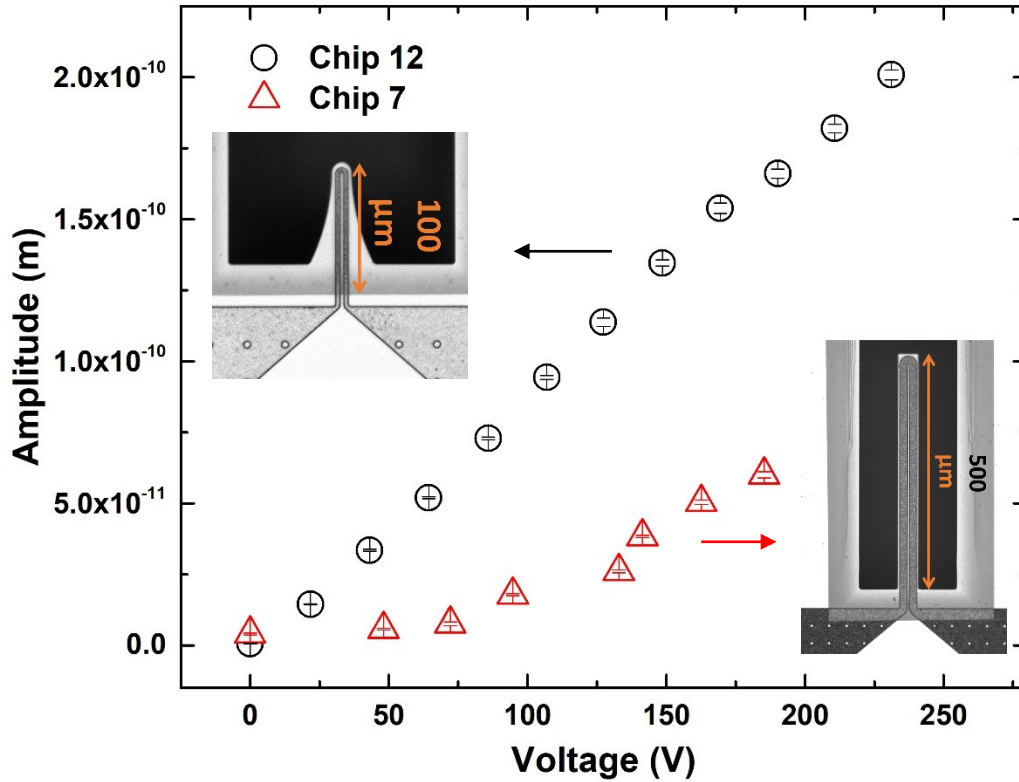 Chip 12
Chip 7
2.0x10⁻¹⁰
1.5x10⁻¹⁰
1.0x10⁻¹⁰
5.0x10⁻¹¹
0.0
Amplitude (m)
100
µm
500
µm
0 50 100 150 200 250
Voltage (V)